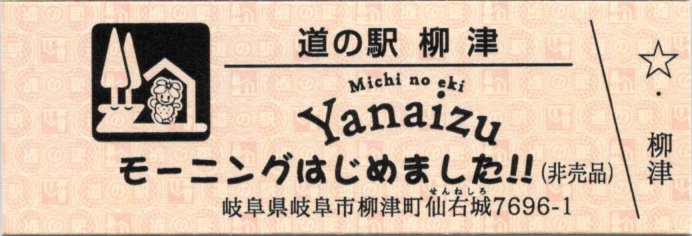 道の駅 柳津
Michi no eki
Yanaizu
モーニングはじめました!!(非売品)
せんねしろ
岐阜県岐阜市柳津町仙右城7696-1
☆・柳津